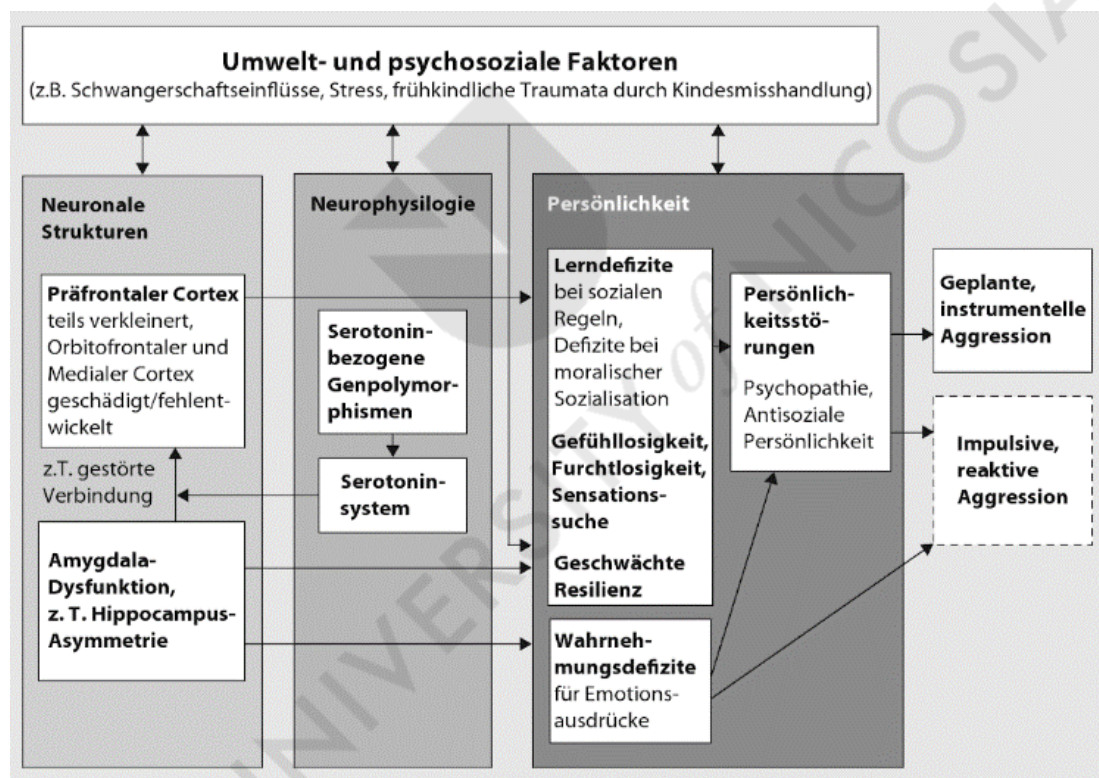 Umwelt- und psychosoziale Faktoren
(z.B. Schwangerschaftseinflüsse, Stress, frühkindliche Traumata durch Kindesmisshandlung)
Neuronale
Strukturen
Präfrontaler Cortex
teils verkleinert,
Orbitofrontaler und
Medialer Cortex
geschädigt/fehlent-
wickelt
z.T. gestörte
Verbindung
Amygdala-
Dysfunktion,
z. T. Hippocampus-
Asymmetrie
Neurophysilogie
Serotonin-
bezogene
Genpolymor-
phismen
Serotonin-
system
Persönlichkeit
Lerndefizite
bei sozialen
Regeln,
Defizite bei
moralischer
Sozialisation
Gefühllosigkeit,
Furchtlosigkeit,
Sensations-
suche
Geschwächte
Resilienz
Wahrneh-
mungsdefizite
für Emotions-
ausdrücke
Persönlich-
keitsstö-
rungen
Psychopathie,
Antisoziale
Persönlichkeit
Geplante,
instrumentelle
Aggression
Impulsive,
reaktive
Aggression
UNIVERSITY of NICOSIA